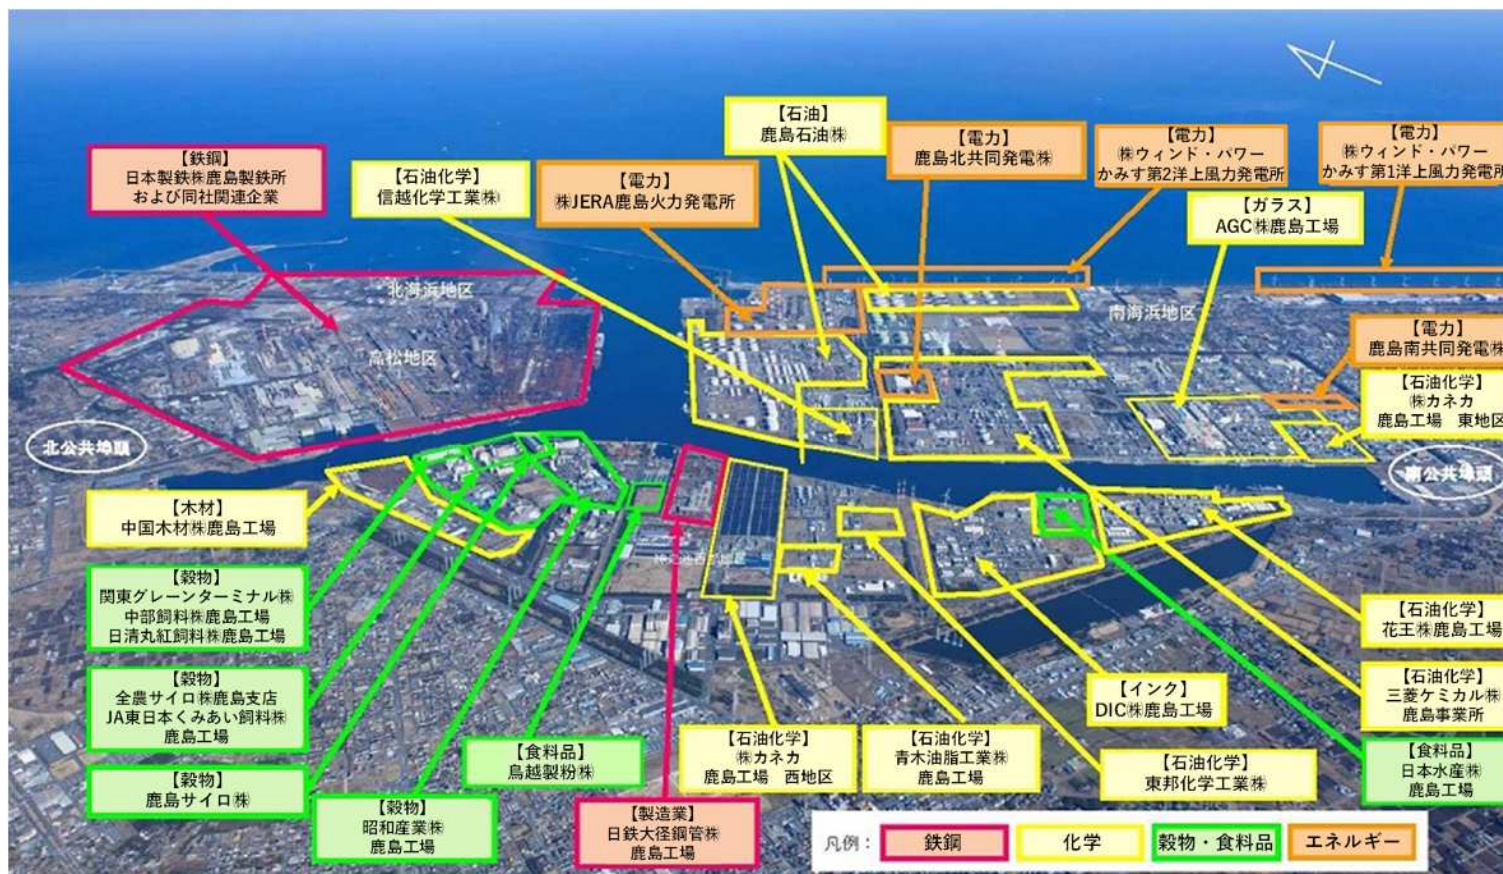 【石油】
鹿島石油㈱
【電力】
鹿島北共同発電㈱
【電力】
㈱ウィンド・パワー
かみす第2洋上風力発電所
【電力】
㈱ウィンド・パワー
かみす第1洋上風力発電所
【鉄鋼】
日本製鉄㈱鹿島製鉄所
および同社関連企業
【石油化学】
信越化学工業㈱
【電力】
㈱JERA鹿島火力発電所
【ガラス】
AGC㈱鹿島工場
北海浜地区
南海浜地区
高松地区
【電力】
鹿島南共同発電㈱
【石油化学】
㈱カネカ
鹿島工場 東地区
北公共埠頭
南公共埠頭
【木材】
中国木材㈱鹿島工場
【穀物】
関東グレーンターミナル㈱
中部飼料㈱鹿島工場
日清丸紅飼料㈱鹿島工場
【石油化学】
花王㈱鹿島工場
【穀物】
全農サイロ㈱鹿島支店
JA東日本くみあい飼料㈱
鹿島工場
【石油化学】
三菱ケミカル㈱
鹿島事業所
【インク】
DIC㈱鹿島工場
【穀物】
鹿島サイロ㈱
【食料品】
鳥越製粉㈱
【石油化学】
㈱カネカ
鹿島工場 西地区
【石油化学】
青木油脂工業㈱
鹿島工場
【石油化学】
東邦化学工業㈱
【食料品】
日本水産㈱
鹿島工場
【穀物】
昭和産業㈱
鹿島工場
【製造業】
日鉄大径鋼管㈱
鹿島工場
凡例：
鉄鋼
化学
穀物・食料品
エネルギー